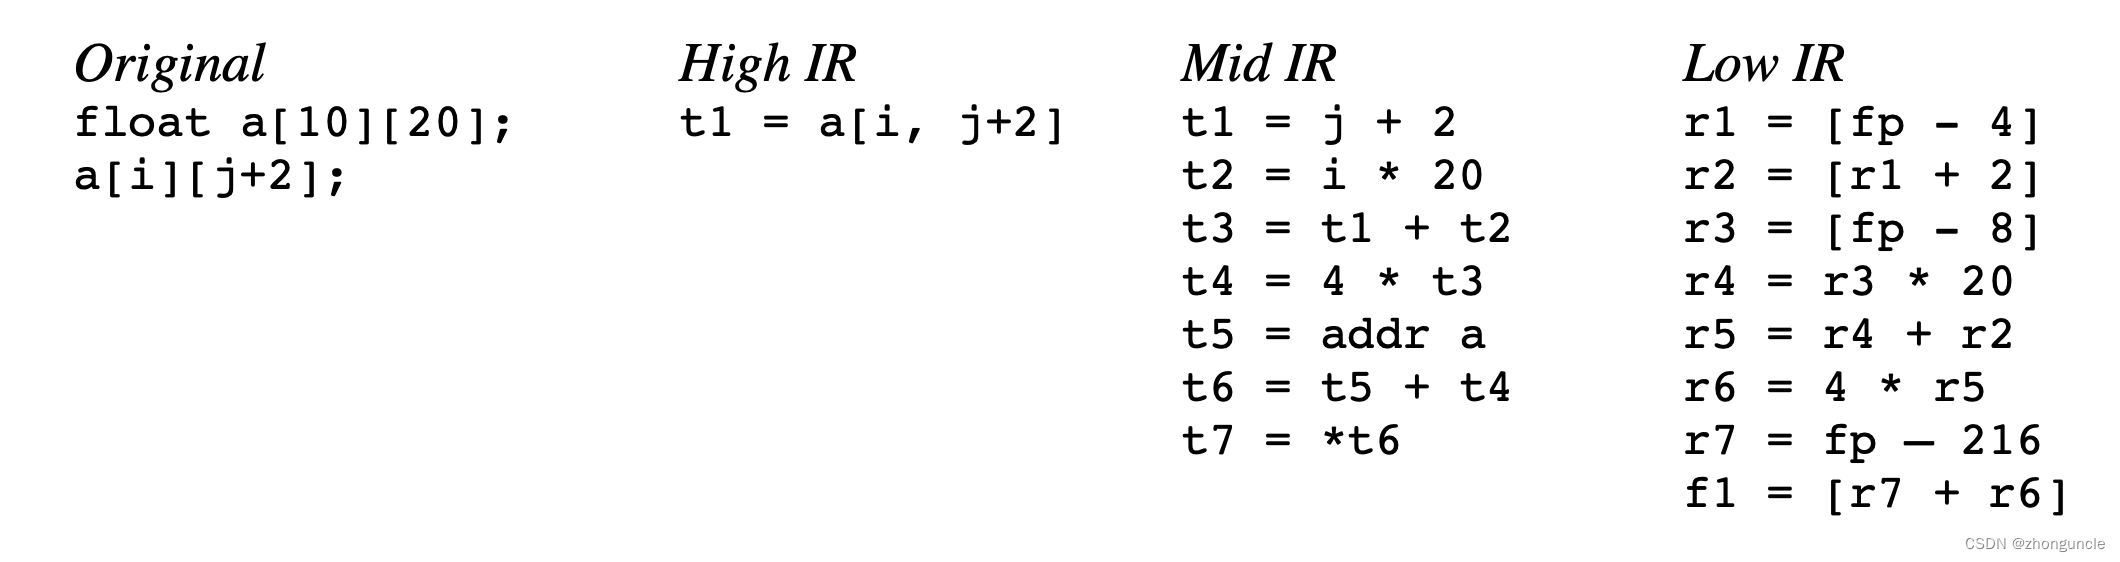 Original
float a[10][20];
a[i][j+2];
High IR
t1 = a[i, j+2]
Mid IR
t1 = j + 2
t2 = i * 20
t3 = t1 + t2
t4 = 4 * t3
t5 = addr a
t6 = t5 + t4
t7 = *t6
Low IR
r1 = [fp - 4]
r2 = [r1 + 2]
r3 = [fp - 8]
r4 = r3 * 20
r5 = r4 + r2
r6 = 4 * r5
r7 = fp – 216
f1 = [r7 + r6]
CSDN @zhonguncle